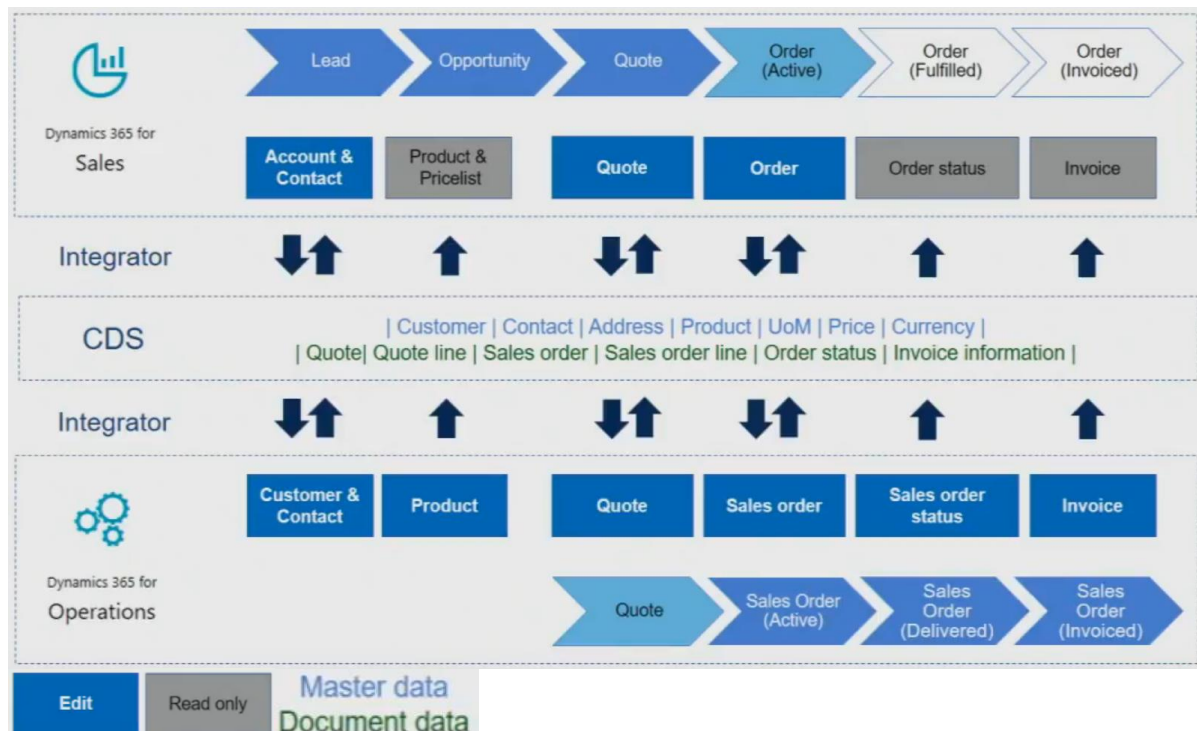 Lead
Opportunity
Quote
Order
(Active)
Order
(Fulfilled)
Order
(Invoiced)
Dynamics 365 for
Sales
Account &
Contact
Product &
Pricelist
Quote
Order
Order status
Invoice
Integrator
CDS
| Customer | Contact | Address | Product | UoM | Price | Currency |
| Quote| Quote line | Sales order | Sales order line | Order status | Invoice information |
Integrator
Customer &
Contact
Product
Quote
Sales order
Sales order
status
Invoice
Dynamics 365 for
Operations
Quote
Sales Order
(Active)
Sales
Order
(Delivered)
Sales
Order
(Invoiced)
Edit
Read only
Master data
Document data